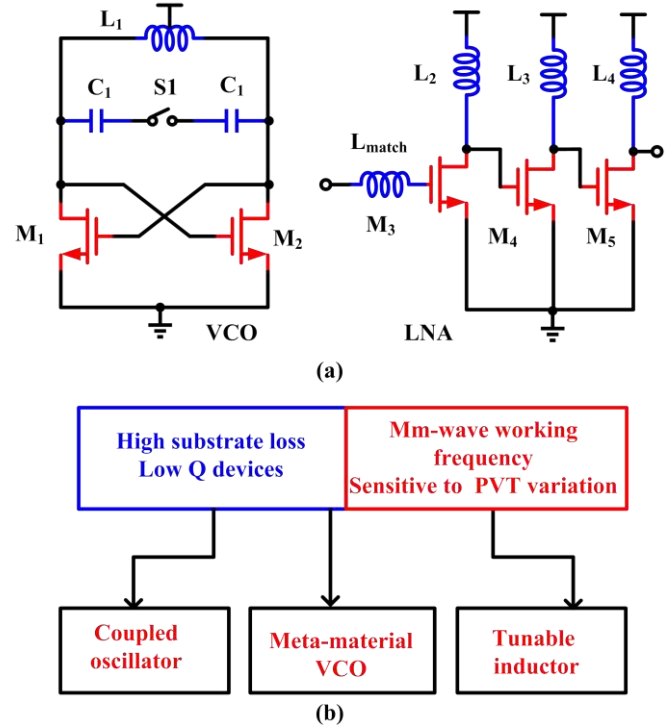 L1
C1 S1 C1
M1
M2
VCO
L2
L3
L4
Lmatch
M3
M4
M5
LNA
(a)
High substrate loss
Low Q devices
Mm-wave working
frequency
Sensitive to PVT variation
Coupled
oscillator
Meta-material
VCO
Tunable
inductor
(b)